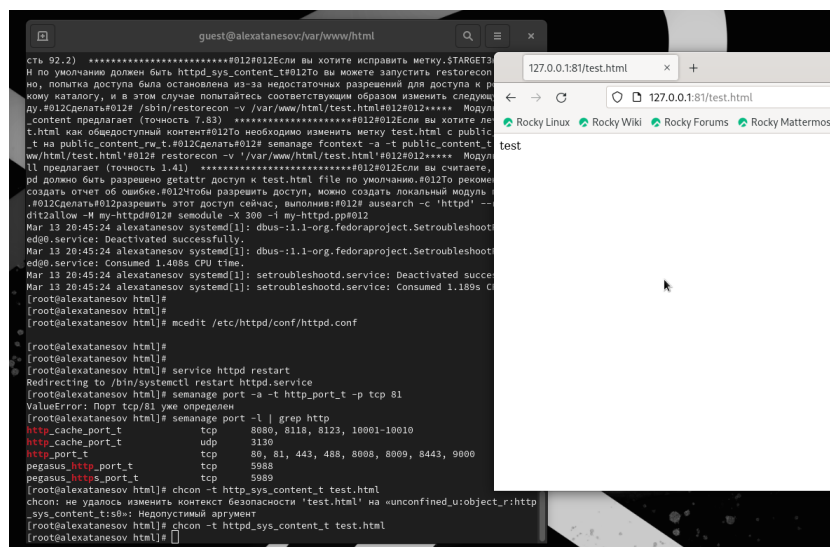 guest@alexatanesov:/var/www/html
сть 92.2)  **************************#012#012Если вы хотите исправить метку.$TARGET3
Н по умолчанию должен быть httpd_sys_content_t#012То вы можете запустить restorecon
но, попытка доступа была остановлена из-за недостаточных разрешений для доступа к
кому каталогу, и в этом случае попытайтесь соответствующим образом изменить
ду.#012Сделать#012# /sbin/restorecon -v /var/www/html/test.html#012#012*****  Модул
_content предлагает (точность 7.83)  ********************#012#012Если вы хотите
t.html как общедоступный контент#012То необходимо изменить метку test.html с public
_t на public_content_rw_t.#012Сделать#012# semanage fcontext -a -t public_content_t
ww/html/test.html'#012# restorecon -v '/var/www/html/test.html'#012#012*****  Модул
ll предлагает (точность 1.41)  **************************#012#012Если вы считаете,
pd должно быть разрешено getattr доступ к test.html file по умолчанию.#012То
создать отчет об ошибке.#012Чтобы разрешить доступ, можно создать локальный модуль
.#012Сделать#012разрешить этот доступ сейчас, выполнив:#012# ausearch -c 'httpd' --
dit2allow -M my-httpd#012# semodule -X 300 -i my-httpd.pp#012
Mar 13 20:45:24 alexatanesov systemd[1]: dbus-:1.1-org.fedoraproject.Setroubleshoot
ed@0.service: Deactivated successfully.
Mar 13 20:45:24 alexatanesov systemd[1]: dbus-:1.1-org.fedoraproject.Setroubleshoot
ed@0.service: Consumed 1.408s CPU time.
Mar 13 20:45:24 alexatanesov systemd[1]: setroubleshootd.service: Deactivated succe
Mar 13 20:45:24 alexatanesov systemd[1]: setroubleshootd.service: Consumed 1.189s C
[root@alexatanesov html]#
[root@alexatanesov html]#
[root@alexatanesov html]# mcedit /etc/httpd/conf/httpd.conf
[root@alexatanesov html]#
[root@alexatanesov html]#
[root@alexatanesov html]# service httpd restart
Redirecting to /bin/systemctl restart httpd.service
[root@alexatanesov html]# semanage port -a -t http_port_t -p tcp 81
ValueError: Порт tcp/81 уже определен
[root@alexatanesov html]# semanage port -l | grep http
http_cache_port_t              tcp      8080, 8118, 8123, 10001-10010
http_cache_port_t              udp      3130
http_port_t                    tcp      80, 81, 443, 488, 8008, 8009, 8443, 9000
pegasus_http_port_t            tcp      5988
pegasus_https_port_t           tcp      5989
[root@alexatanesov html]# chcon -t http_sys_content_t test.html
chcon: не удалось изменить контекст безопасности 'test.html' на «unconfined_u:object_r:http
_sys_content_t:s0»: Недопустимый аргумент
[root@alexatanesov html]# chcon -t httpd_sys_content_t test.html
[root@alexatanesov html]#
127.0.0.1:81/test.html
127.0.0.1:81/test.html
Rocky Linux Rocky Wiki Rocky Forums Rocky Mattermos
test